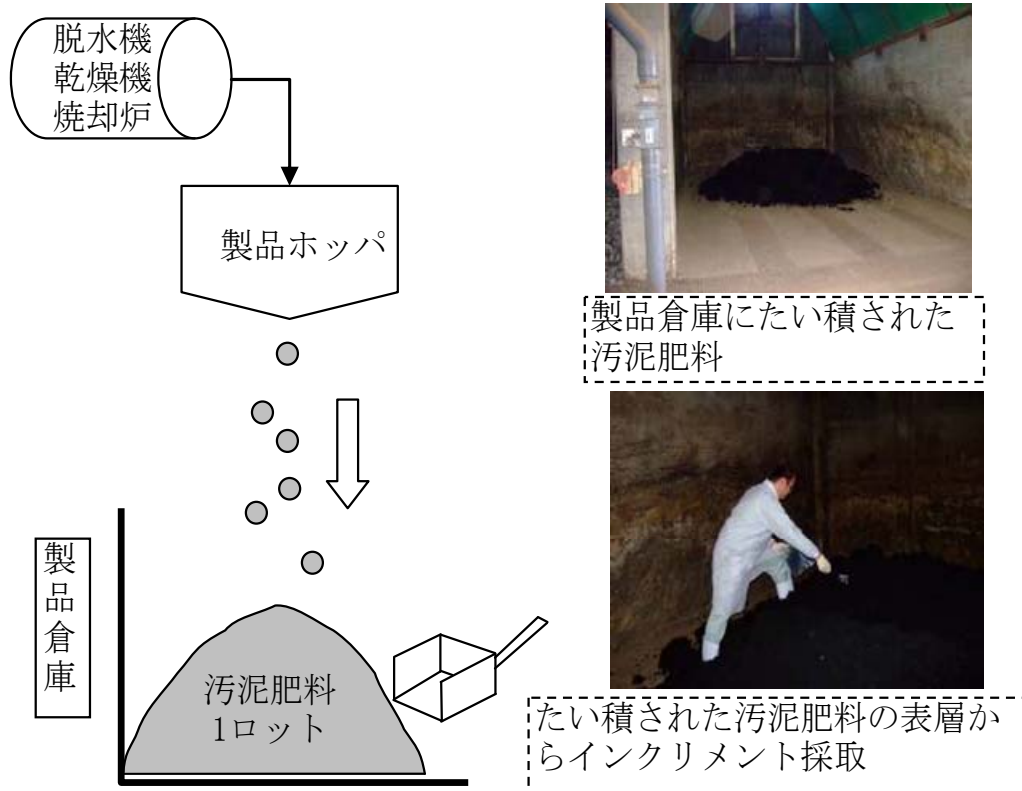 脱水機
乾燥機
焼却炉
製品ホッパ
製品倉庫
汚泥肥料
1ロット
製品倉庫にたい積された
汚泥肥料
たい積された汚泥肥料の表層か
らインクリメント採取